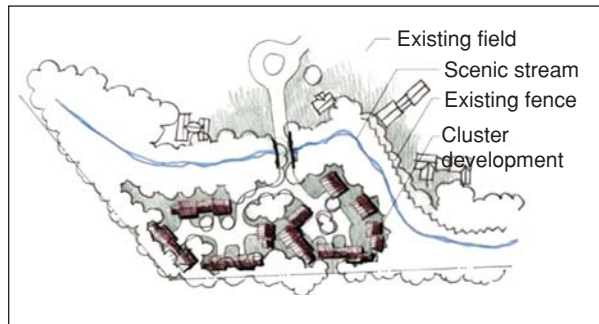 Existing field
Scenic stream
Existing fence
Cluster
development